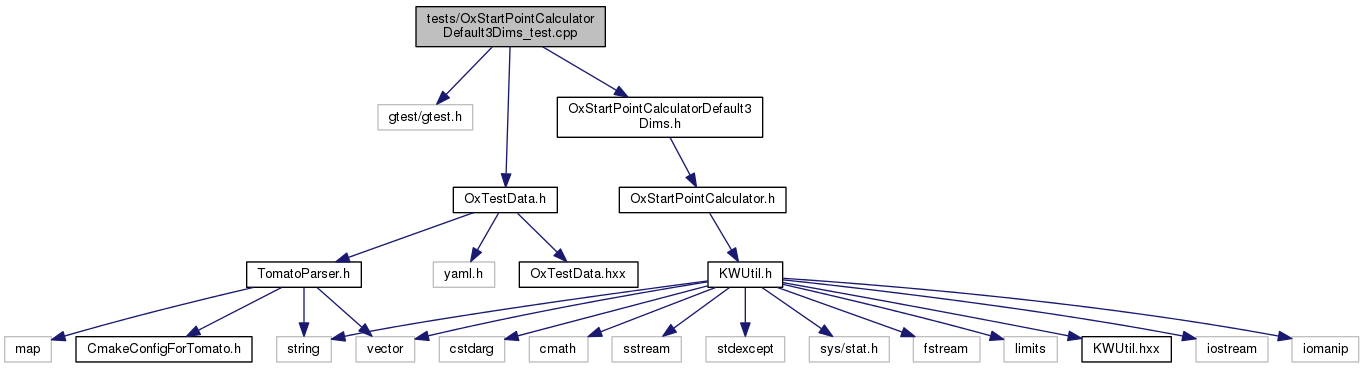 tests/OxStartPointCalculator
Default3Dims_test.cpp
gtest/gtest.h
OxStartPointCalculatorDefault3
Dims.h
OxTestData.h
OxStartPointCalculator.h
TomatoParser.h
yaml.h
OxTestData.hxx
KWUtil.h
map
CmakeConfigForTomato.h
string
vector
cstdarg
cmath
sstream
stdexcept
sys/stat.h
fstream
limits
KWUtil.hxx
iostream
iomanip